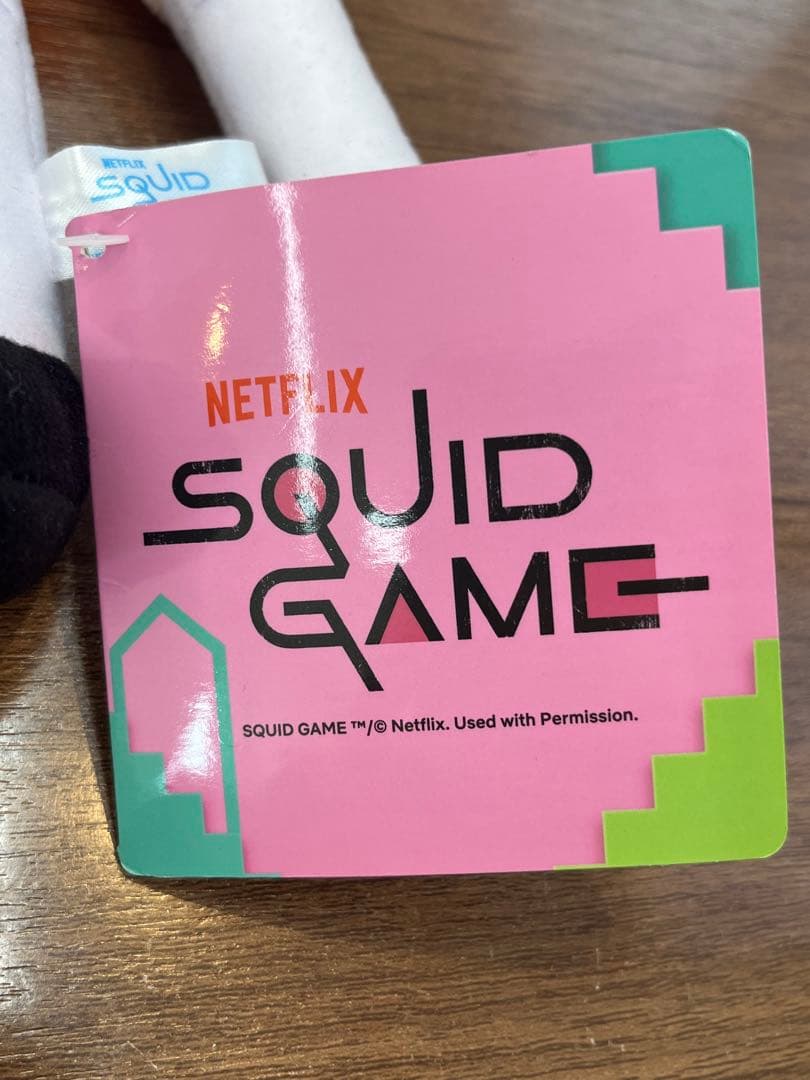 NETFLIX
SQUID
NETFLIX
SQUID
GAME
SQUID GAME ™/© Netflix. Used with Permission.